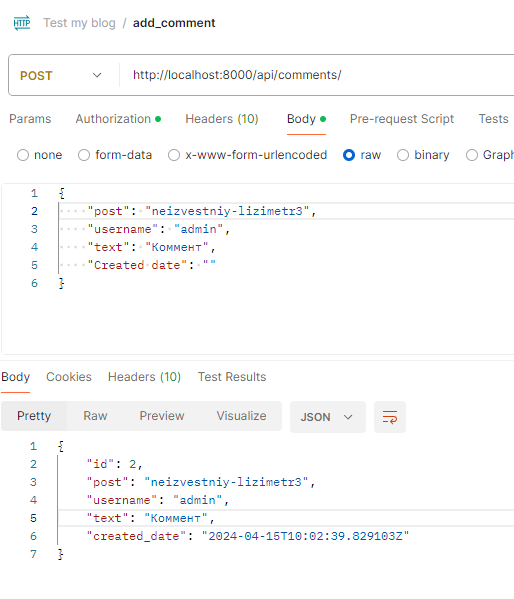 HTTP Test my blog / add_comment
POST http://localhost:8000/api/comments/
Params Authorization Headers (10) Body Pre-request Script Tests
none form-data x-www-form-urlencoded raw binary Graph
1 {
2 "post": "neizvestniy-lizimetr3",
3 "username": "admin",
4 "text": "Коммент",
5 "Created date": ""
6 }
Body Cookies Headers (10) Test Results
Pretty Raw Preview Visualize JSON
1 {
2 "id": 2,
3 "post": "neizvestniy-lizimetr3",
4 "username": "admin",
5 "text": "Коммент",
6 "created_date": "2024-04-15T10:02:39.829103Z"
7 }